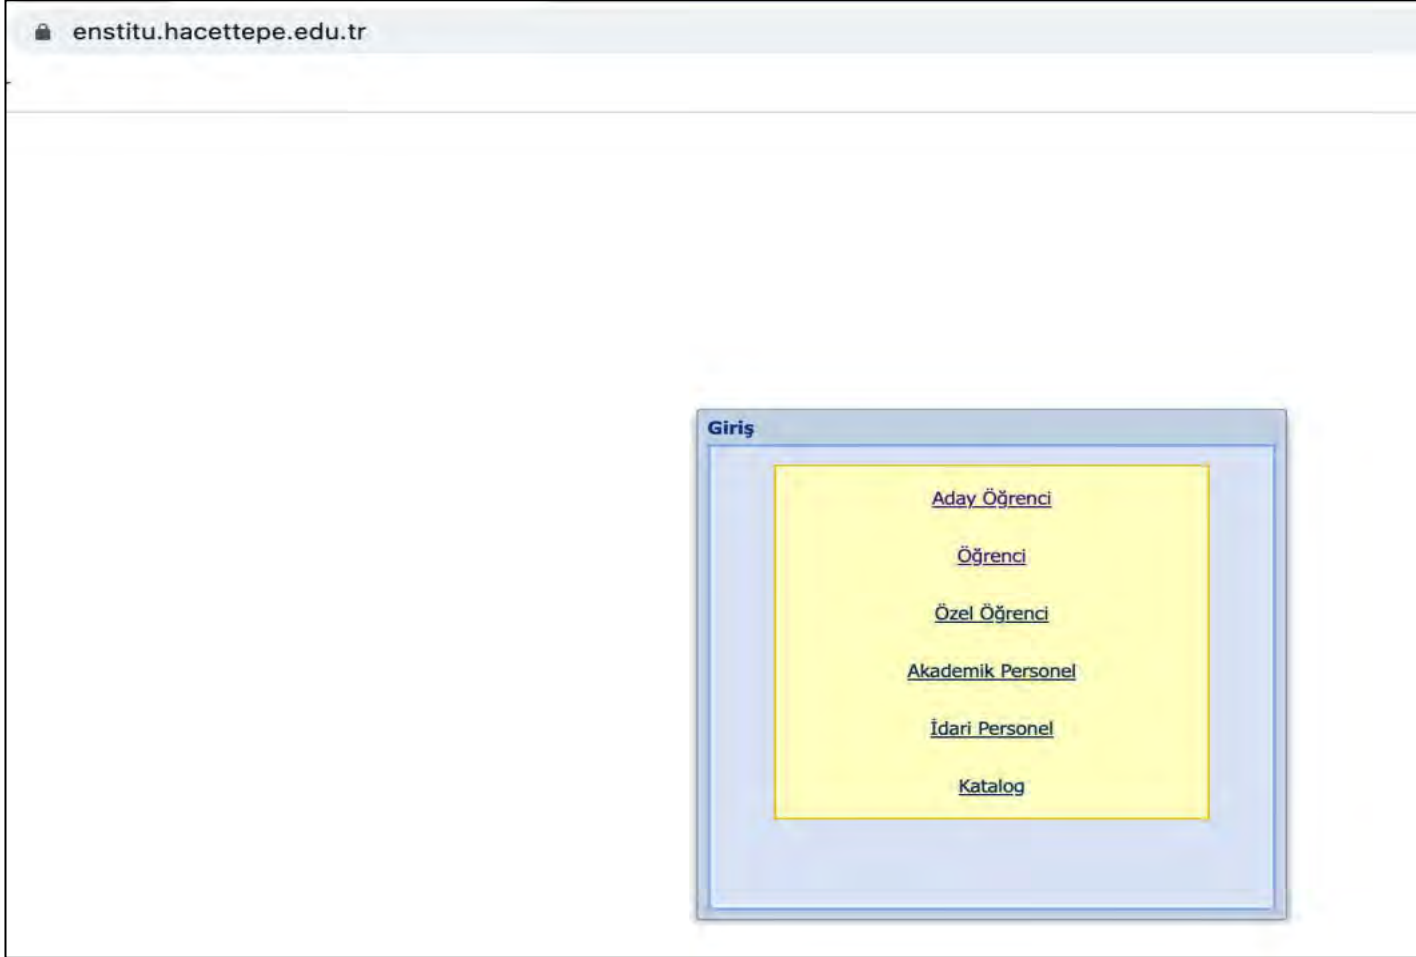 enstitu.hacettepe.edu.tr
Giriş
Aday Öğrenci
Öğrenci
Özel Öğrenci
Akademik Personel
İdari Personel
Katalog